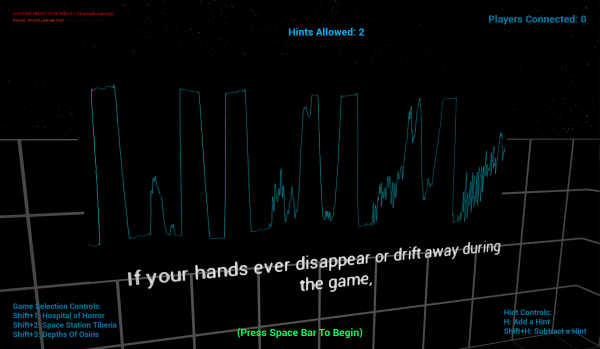 Hints Allowed: 2
Players Connected: 0
If your hands ever disappear or drift away during
the game,
Game Selection Controls:
Shift+1: Hospital of Horror
Shift+2: Space Station Tiberia
Shift+3: Depths Of Osiris
(Press Space Bar To Begin)
Hint Controls:
H: Add a Hint
Shift+H: Subtract a Hint